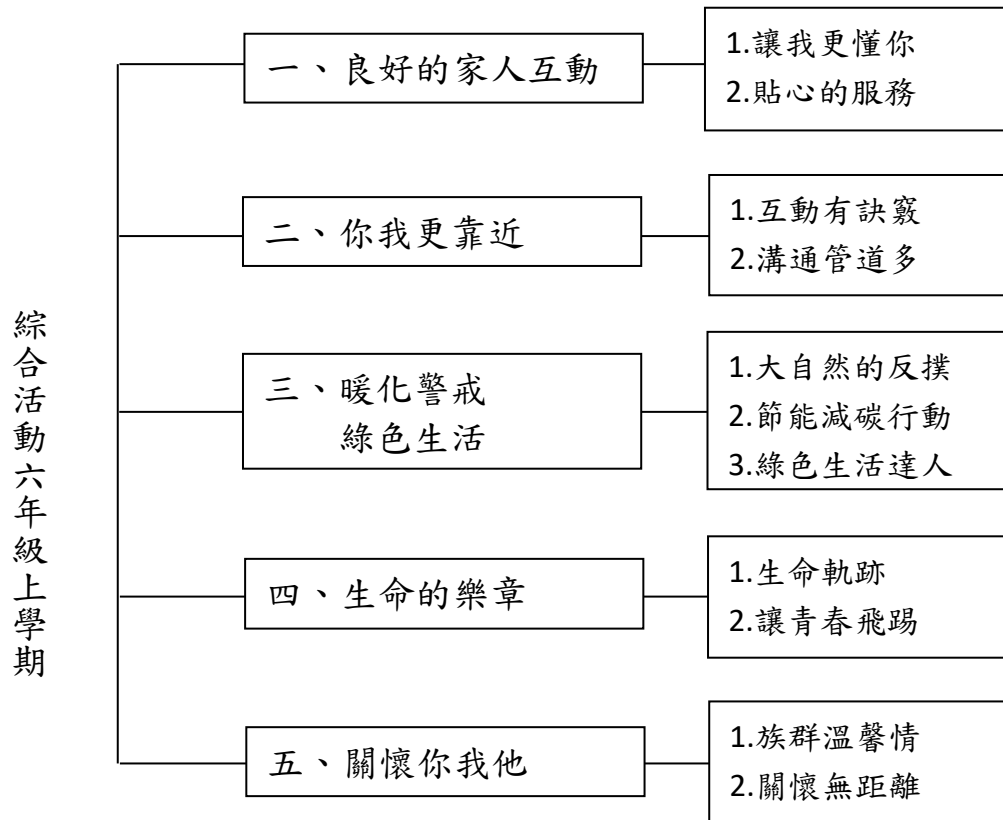 綜合活動六年級上學期
一、良好的家人互動
1.讓我更懂你
2.貼心的服務
二、你我更靠近
1.互動有訣竅
2.溝通管道多
三、暖化警戒
綠色生活
1.大自然的反撲
2.節能減碳行動
3.綠色生活達人
四、生命的樂章
1.生命軌跡
2.讓青春飛踢
五、關懷你我他
1.族群溫馨情
2.關懷無距離